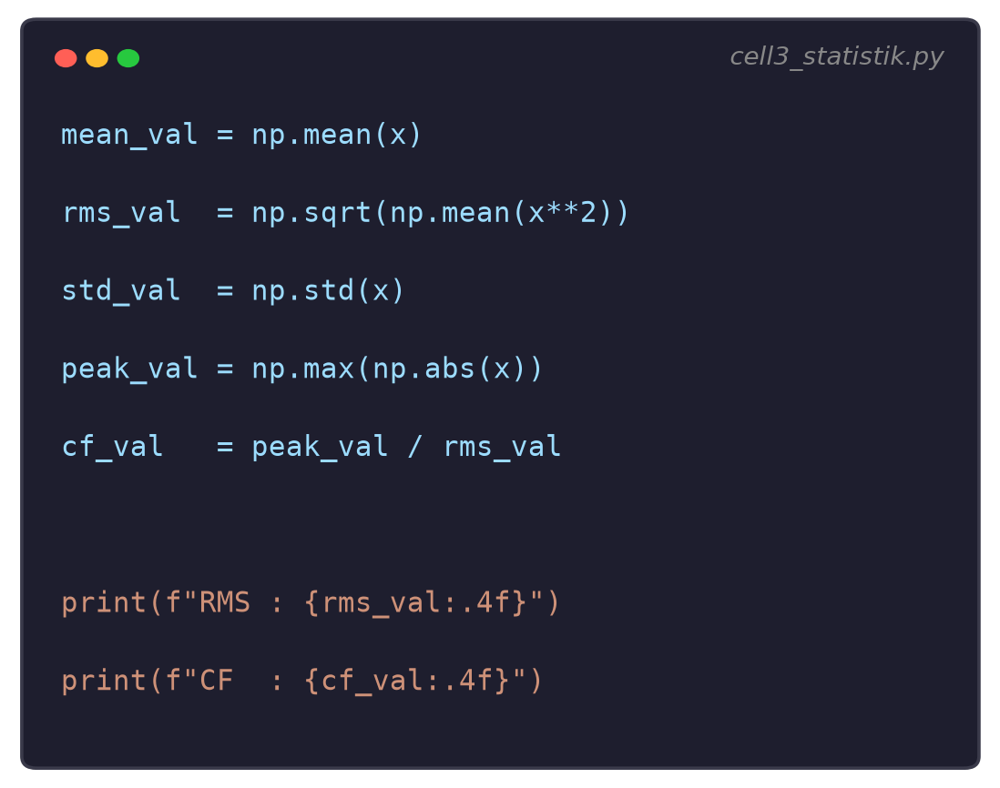 cell3_statistik.py
mean_val = np.mean(x)
rms_val  = np.sqrt(np.mean(x**2))
std_val  = np.std(x)
peak_val = np.max(np.abs(x))
cf_val   = peak_val / rms_val
print(f"RMS : {rms_val:.4f}")
print(f"CF  : {cf_val:.4f}")